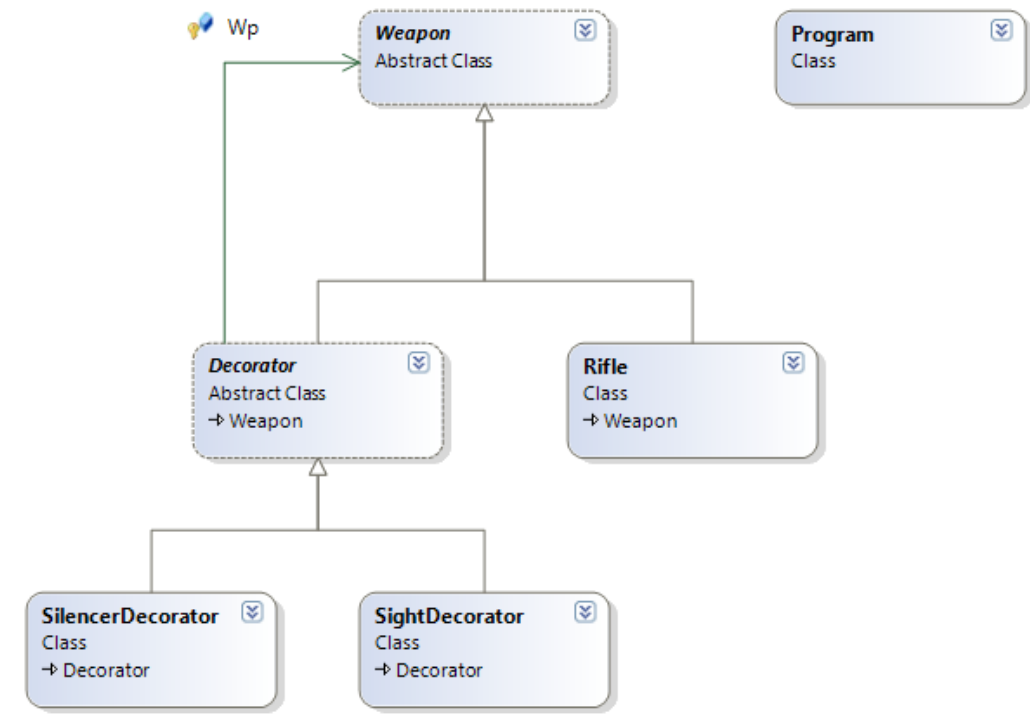 Wp
Weapon
Abstract Class
Program
Class
Decorator
Abstract Class
Weapon
Rifle
Class
Weapon
SilencerDecorator
Class
Decorator
SightDecorator
Class
Decorator